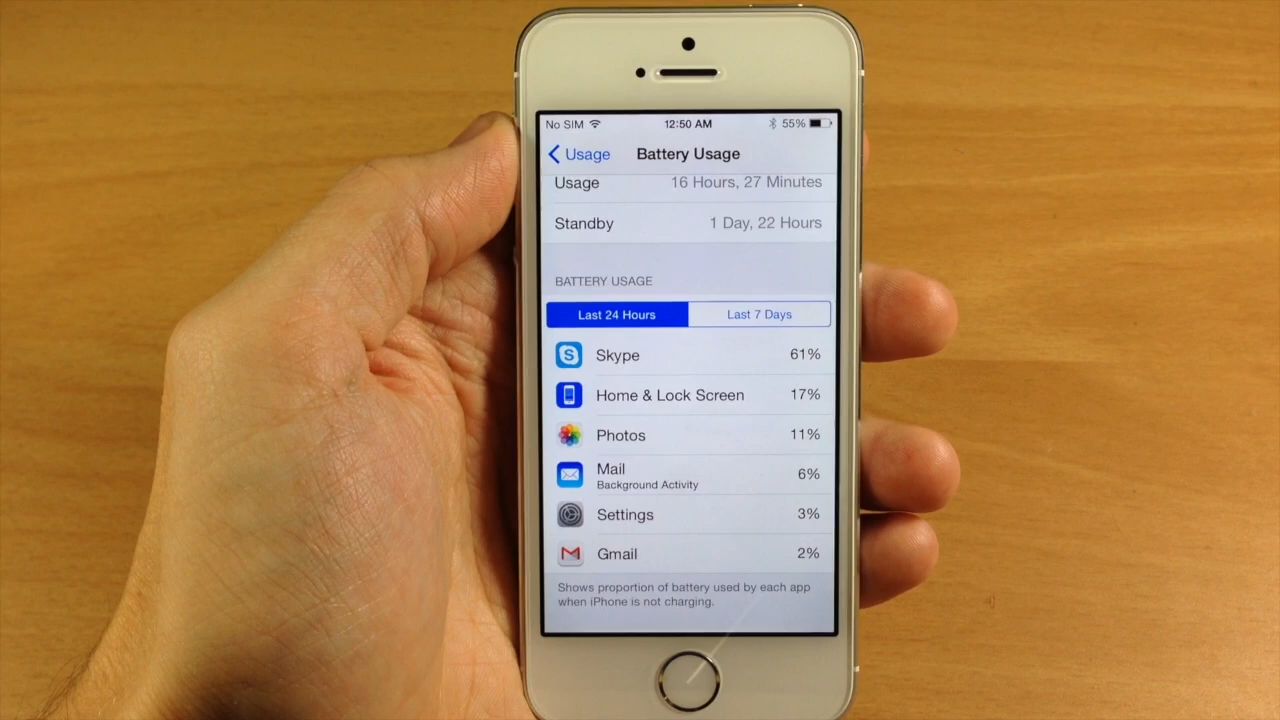 No SIM 12:50 AM 55%
Usage Battery Usage
Usage 16 Hours, 27 Minutes
Standby 1 Day, 22 Hours
BATTERY USAGE
Last 24 Hours Last 7 Days
Skype 61%
Home & Lock Screen 17%
Photos 11%
Mail 6%
Background Activity
Settings 3%
Gmail 2%
Shows proportion of battery used by each app
when iPhone is not charging.